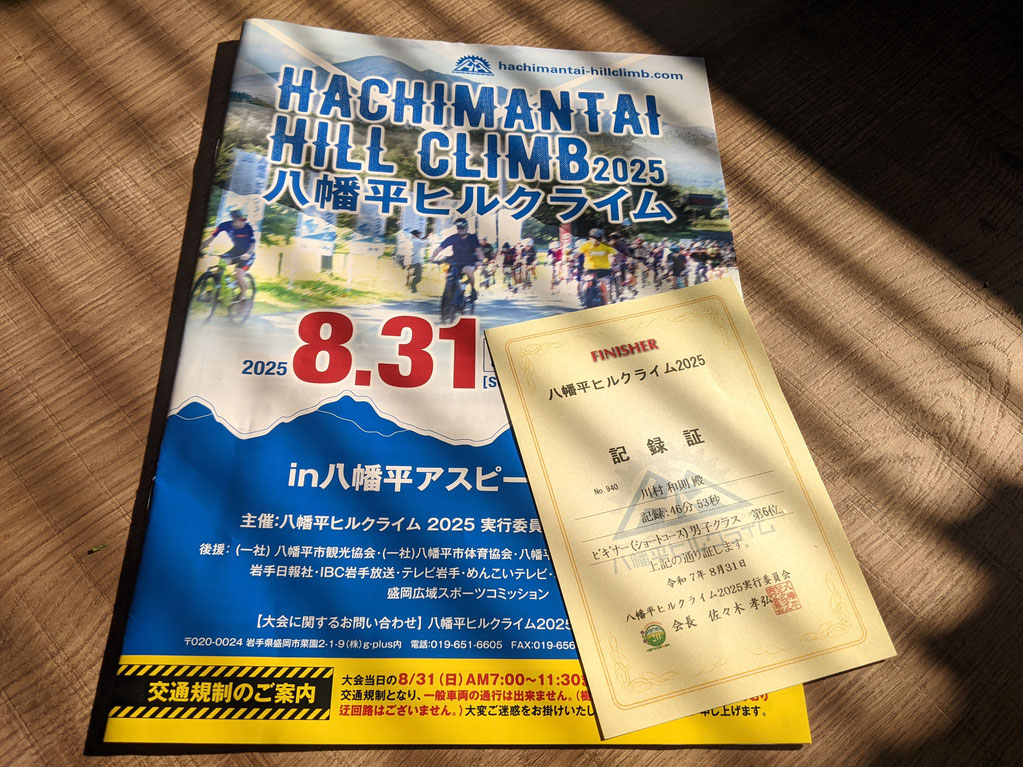 hachimantai-hillclimb.com
HACHIMANTAI
HILL CLIMB 2025
八幡平ヒルクライム
2025 8.31
in八幡平アスピー
主催:八幡平ヒルクライム 2025 実行委員
後援: (一社) 八幡平市観光協会・(一社)八幡平市体育協会・八幡平
岩手日報社・IBC岩手放送・テレビ岩手・めんこいテレビ・
盛岡広域スポーツコミッション
【大会に関するお問い合わせ】八幡平ヒルクライム2025
〒020-0024 岩手県盛岡市菜園2-1-9(株)g-plus内 電話:019-651-6605 FAX:019-656
交通規制のご案内
大会当日の8/31(日)AM7:00~11:30
交通規制となり、一般車両の通行は出来ません。
迂回路はございません。)大変ご迷惑をお掛けいたし
申し上げます。
FINISHER
八幡平ヒルクライム2025
記録証
No.940 川村 和則 殿
記録:46分 53秒
ビギナー(ショートコース)男子クラス 第6位
上記の通り証します。
令和 7年 8月31日
八幡平ヒルクライム2025実行委員会
会長 佐々木 孝弘